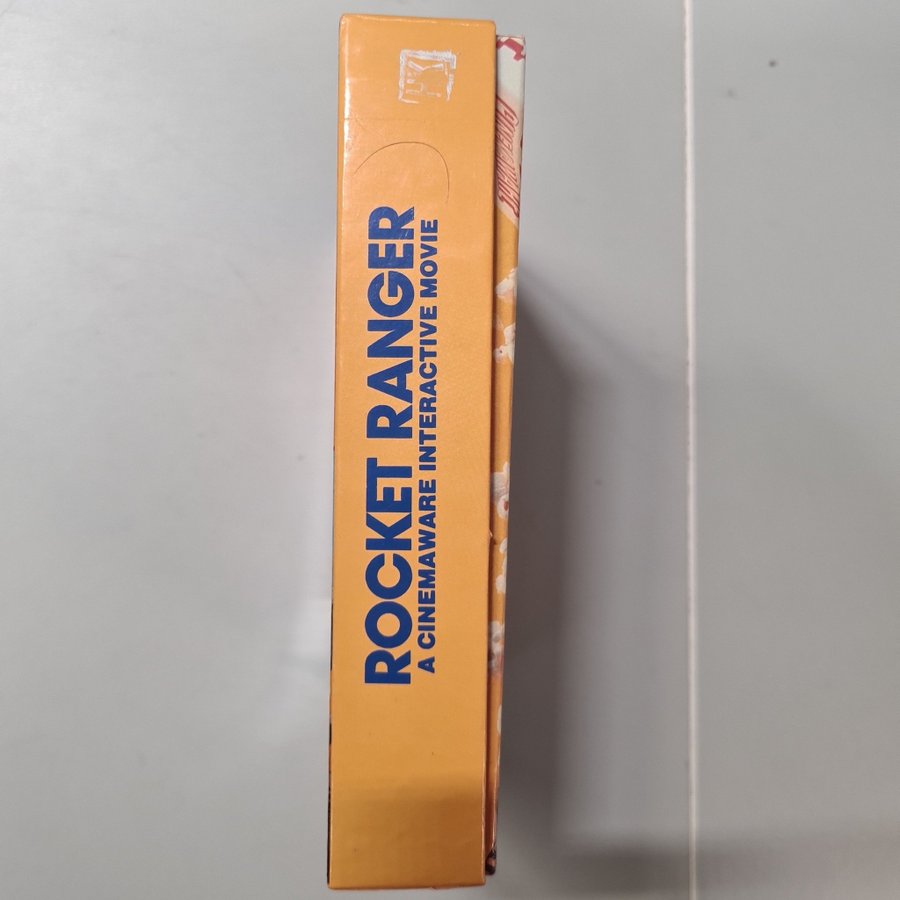 ROCKET RANGER
A CINEMAWARE INTERACTIVE MOVIE